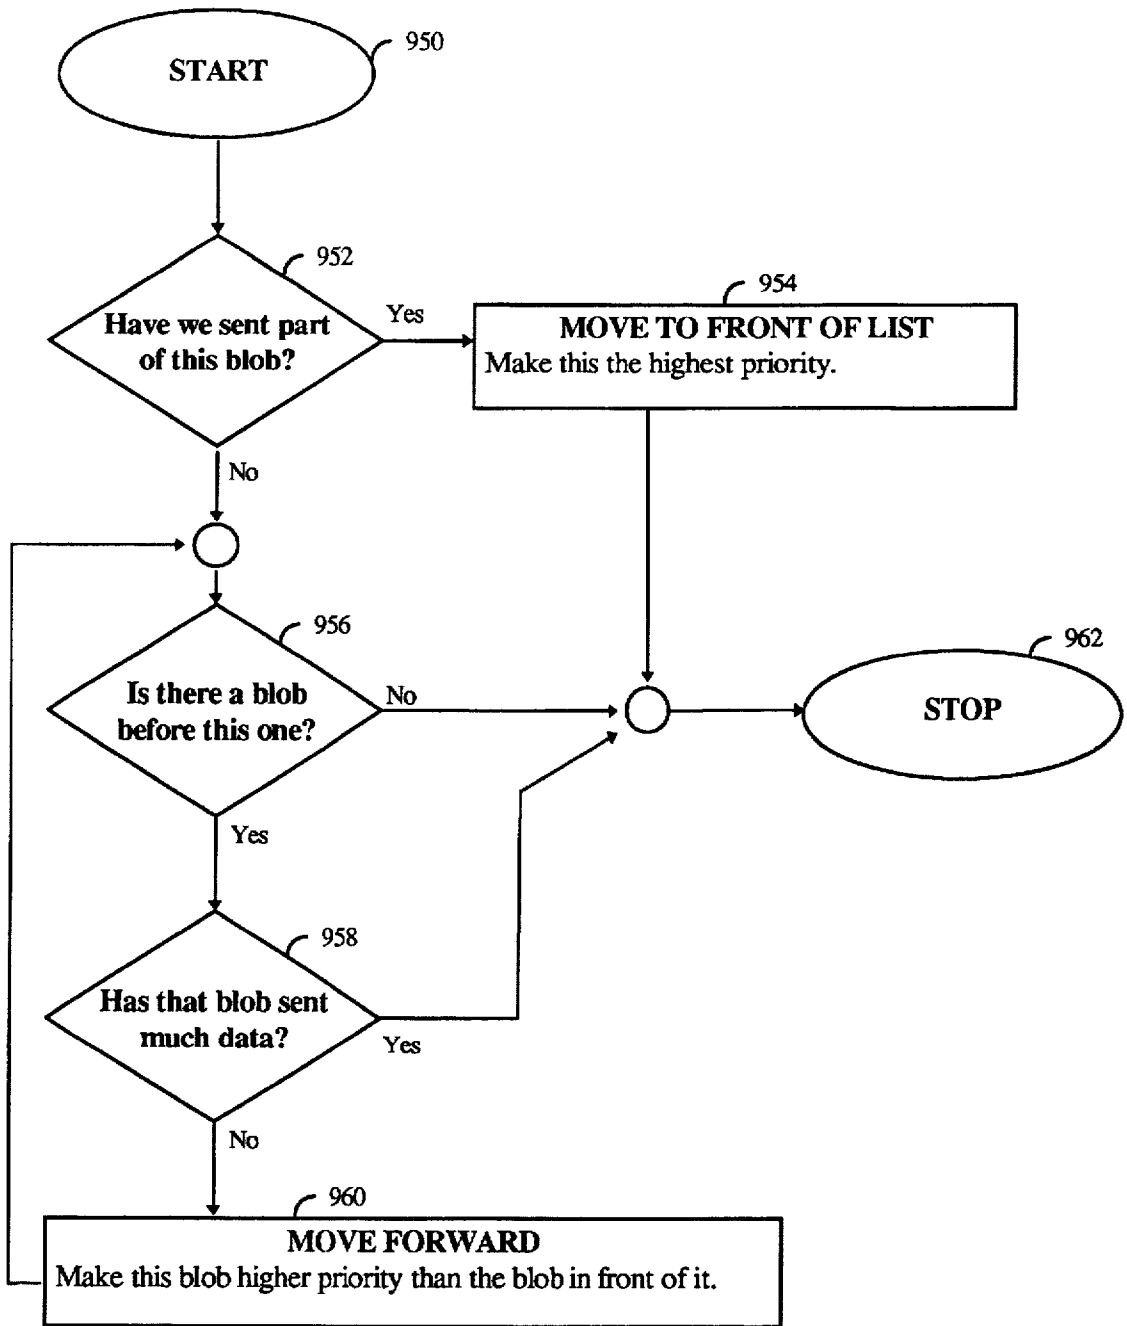 START
950
952
Have we sent part
of this blob?
Yes
954
MOVE TO FRONT OF LIST
Make this the highest priority.
No
956
Is there a blob
before this one?
No
962
STOP
Yes
958
Has that blob sent
much data?
Yes
No
960
MOVE FORWARD
Make this blob higher priority than the blob in front of it.